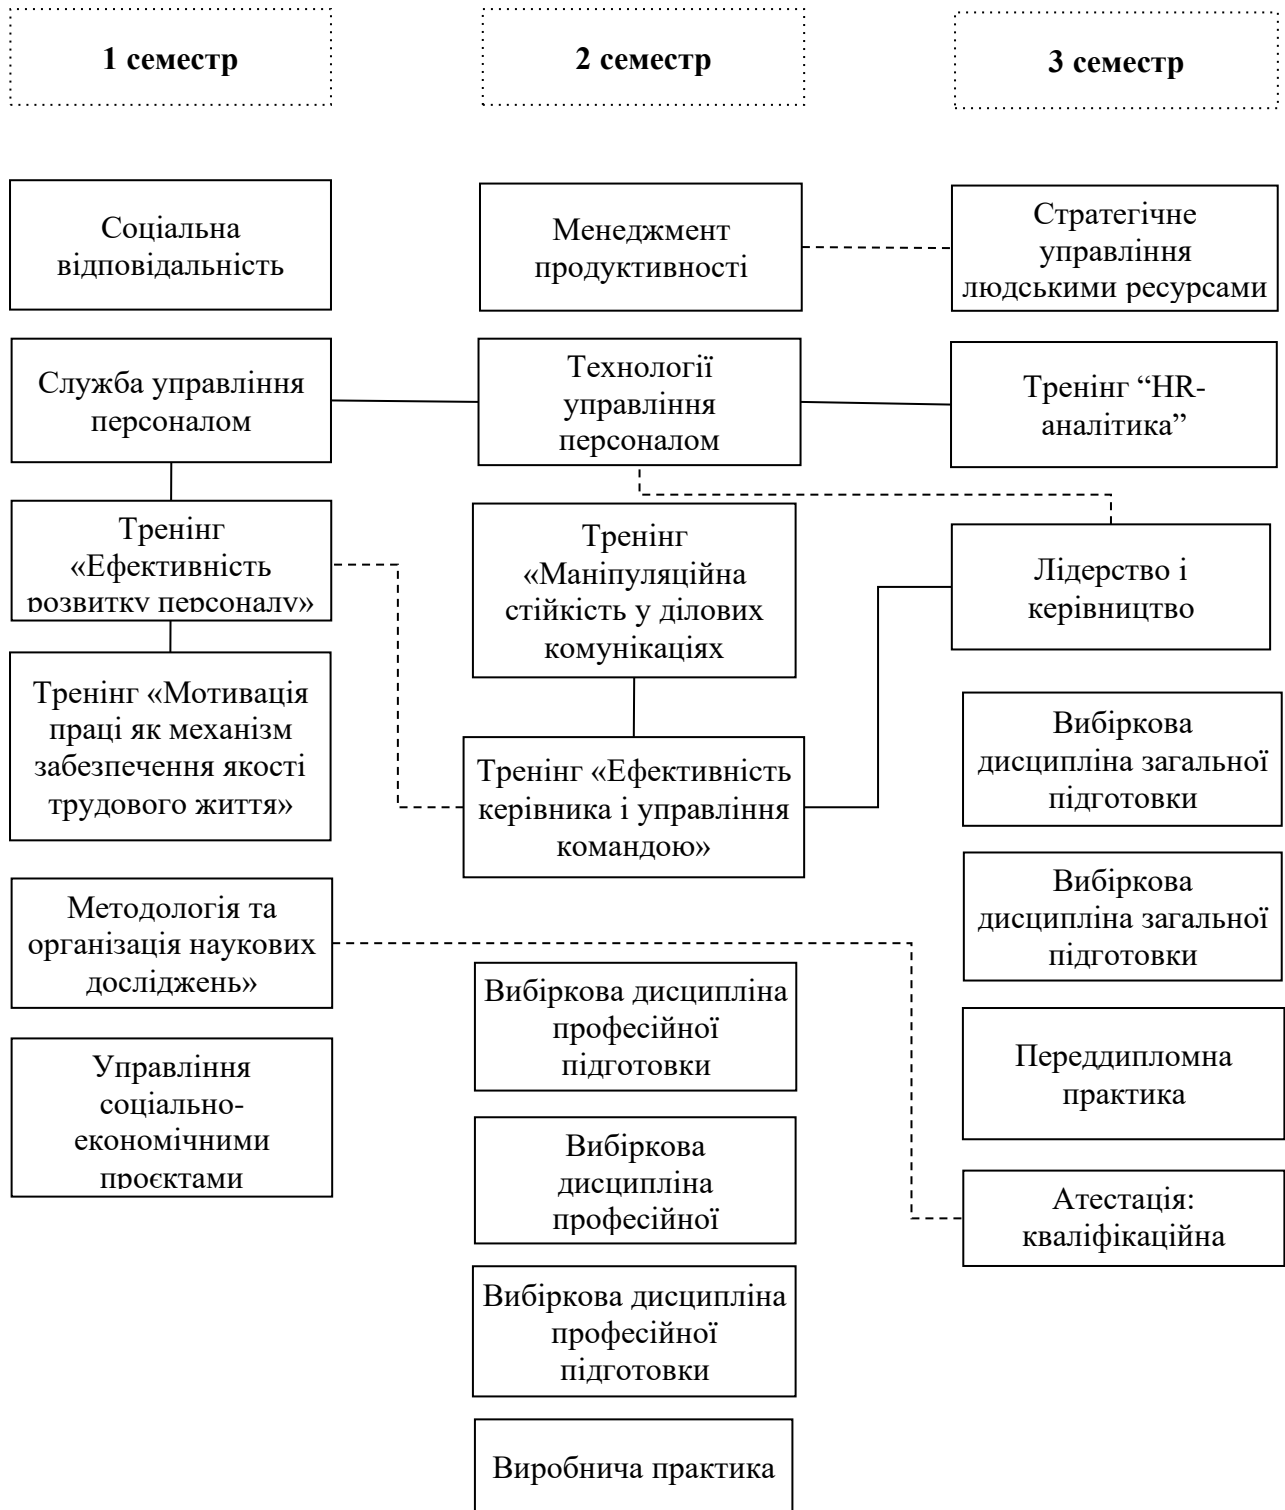 1 семестр
2 семестр
3 семестр
Соціальна
відповідальність
Менеджмент
продуктивності
Стратегічне
управління
людськими ресурсами
Служба управління
персоналом
Технології
управління
персоналом
Тренінг “HR-
аналітика”
Тренінг
«Ефективність
розвитку персоналу»
Тренінг
«Маніпуляційна
стійкість у ділових
комунікаціях
Лідерство і
керівництво
Тренінг «Мотивація
праці як механізм
забезпечення якості
трудового життя»
Тренінг «Ефективність
керівника і управління
командою»
Вибіркова
дисципліна загальної
підготовки
Методологія та
організація наукових
досліджень»
Вибіркова
дисципліна загальної
підготовки
Вибіркова дисципліна
професійної
підготовки
Управління
соціально-
економічними
проєктами
Переддипломна
практика
Вибіркова
дисципліна
професійної
Атестація:
кваліфікаційна
Вибіркова дисципліна
професійної
підготовки
Виробнича практика